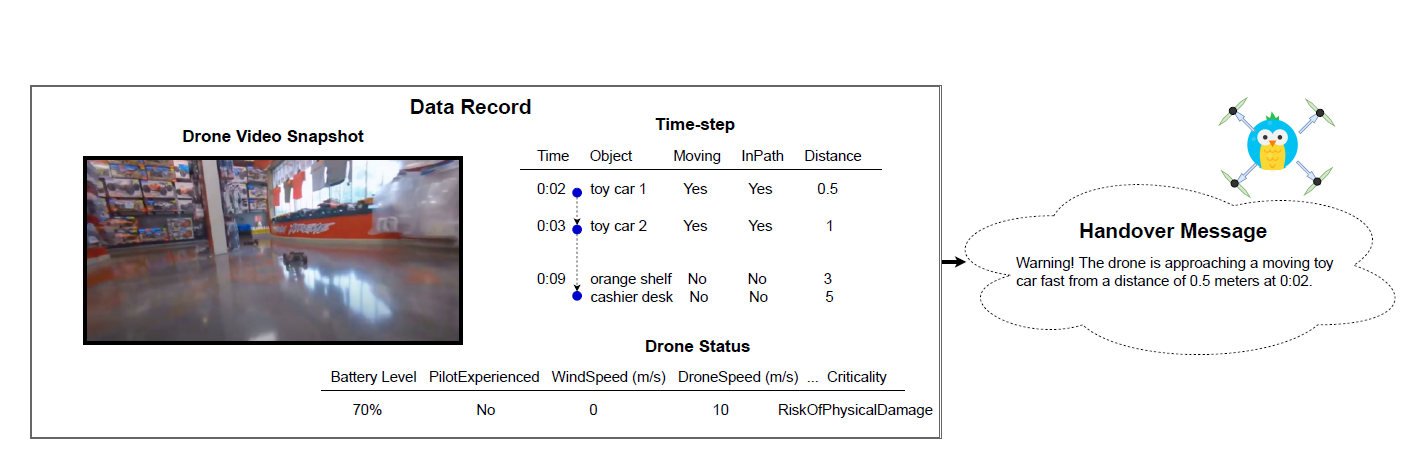 Data Record
Drone Video Snapshot
Time-step
Time Object Moving InPath Distance
0:02 toy car 1 Yes Yes 0.5
0:03 toy car 2 Yes Yes 1
0:09 orange shelf No No 3
cashier desk No No 5
Drone Status
Battery Level PilotExperienced WindSpeed (m/s) DroneSpeed (m/s) ... Criticality
70% No 0 10 RiskOfPhysicalDamage
Handover Message
Warning! The drone is approaching a moving toy
car fast from a distance of 0.5 meters at 0:02.